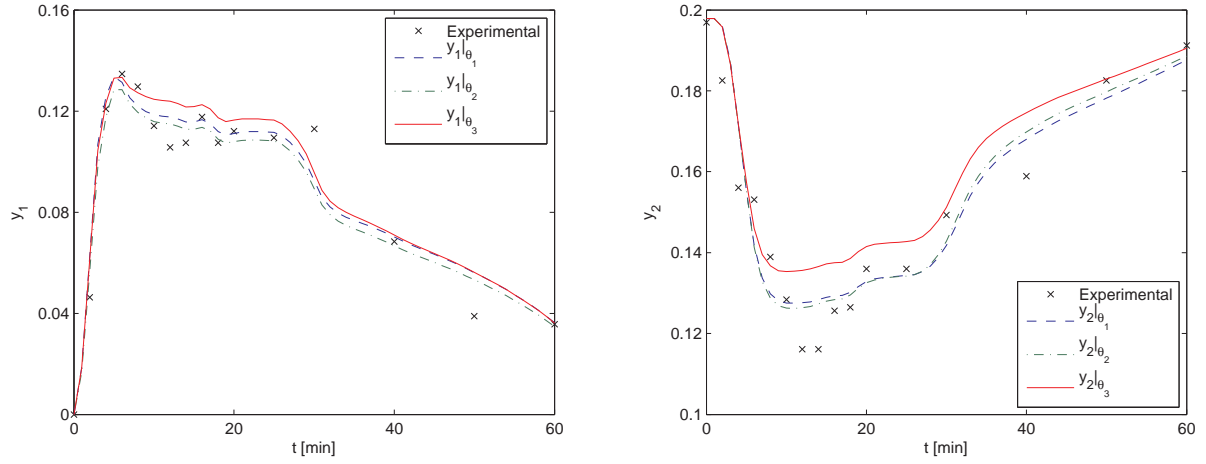 0.16
0.12
0.08
0.04
0
y1
0
20
40
60
t [min]
Experimental
y1|θ1
y1|θ2
y1|θ3
0.2
0.18
0.16
0.14
0.12
0.1
y2
0
20
40
60
t [min]
Experimental
y2|θ1
y2|θ2
y2|θ3